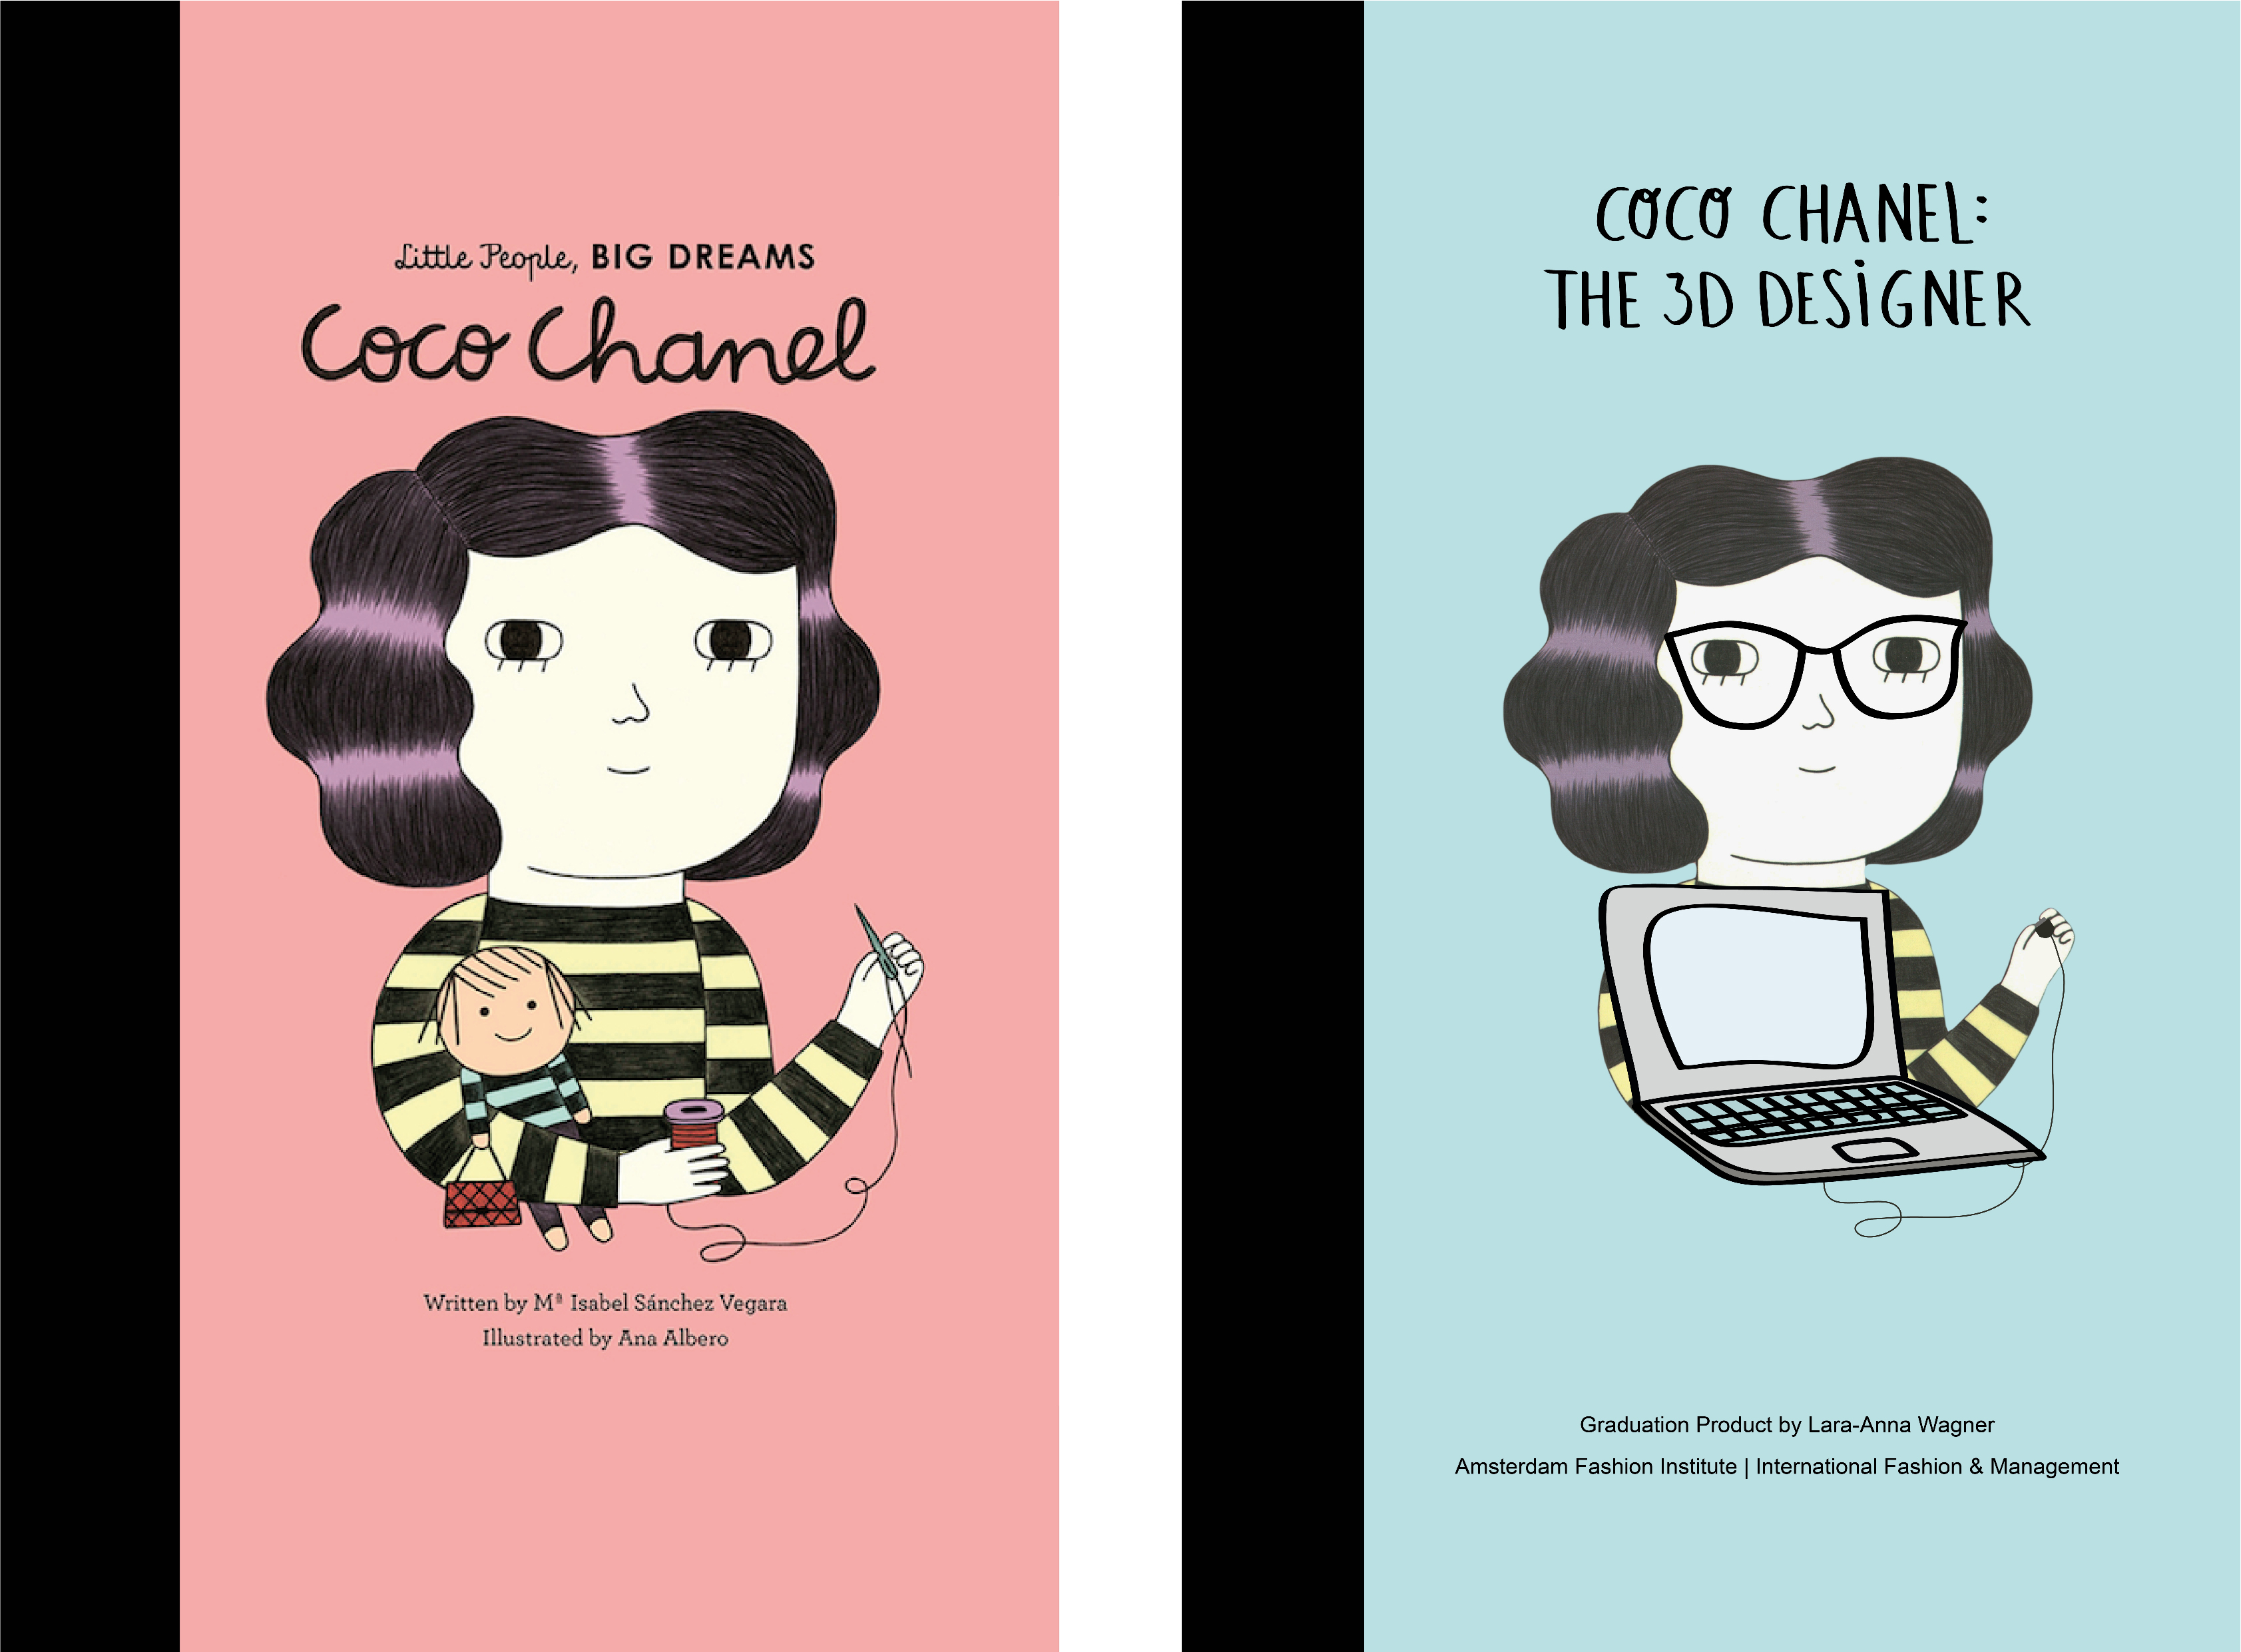 Little People, BIG DREAMS
Coco Chanel
Written by Mª Isabel Sánchez Vegara
Illustrated by Ana Albero
COCO CHANEL:
THE 3D DESiGNER
Graduation Product by Lara-Anna Wagner
Amsterdam Fashion Institute | International Fashion & Management